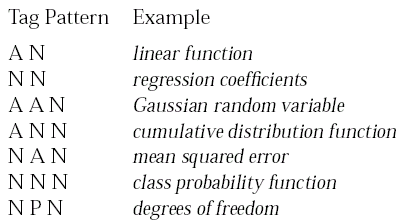 Tag Pattern Example
A N linear function
N N regression coefficients
A A N Gaussian random variable
A N N cumulative distribution function
N A N mean squared error
N N N class probability function
N P N degrees of freedom